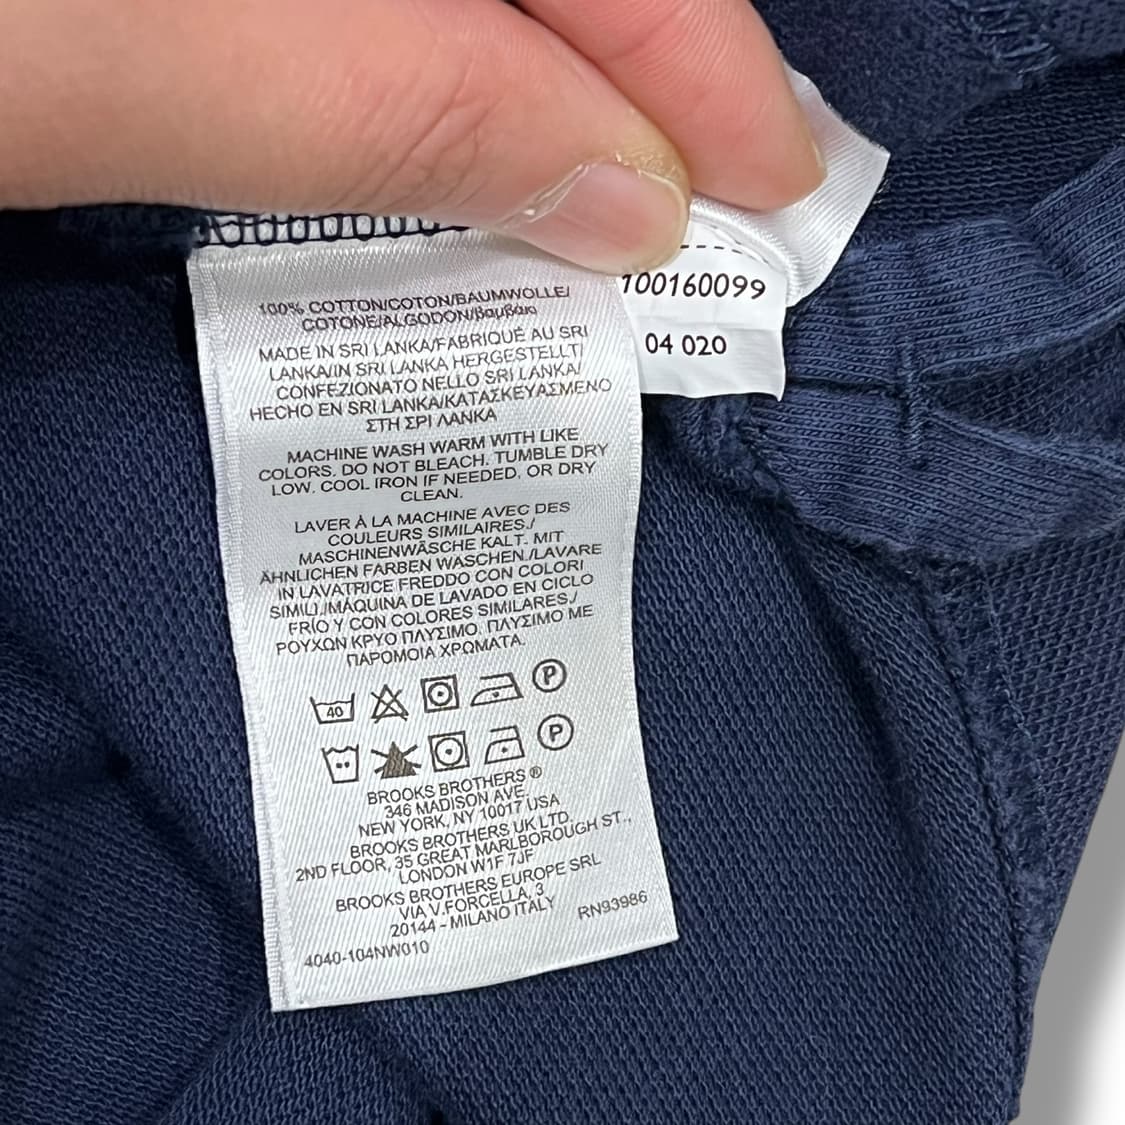 100% COTTON/COTON/BAUMWOLLE/
COTONE/ALGODON/βαμβάκι
MADE IN SRI LANKA/FABRIQUÉ AU SRI
LANKA/IN SRI LANKA HERGESTELLT/
CONFEZIONATO NELLO SRI LANKA/
HECHO EN SRI LANKA/ΚΑΤΑΣΚΕΥΑΣΜΕΝΟ
ΣΤΗ ΣΡΙ ΛΑΝΚΑ
MACHINE WASH WARM WITH LIKE
COLORS. DO NOT BLEACH. TUMBLE DRY
LOW. COOL IRON IF NEEDED, OR DRY
CLEAN.
LAVER À LA MACHINE AVEC DES
COULEURS SIMILAIRES./
MASCHINENWÄSCHE KALT. MIT
ÄHNLICHEN FARBEN WASCHEN./LAVARE
IN LAVATRICE FREDDO CON COLORI
SIMILI./MÁQUINA DE LAVADO EN CICLO
FRÍO Y CON COLORES SIMILARES./
ΡΟΥΧΩΝ ΚΡΥΟ ΠΛΥΣΙΜΟ. ΠΛΥΣΙΜΟ ΜΕ
ΠΑΡΟΜΟΙΑ ΧΡΩΜΑΤΑ.
40 P
P
BROOKS BROTHERS ®
346 MADISON AVE.
NEW YORK, NY 10017 USA
BROOKS BROTHERS UK LTD.
2ND FLOOR, 35 GREAT MARLBOROUGH ST.,
LONDON W1F 7JF
BROOKS BROTHERS EUROPE SRL
VIA V.FORCELLA, 3
20144 - MILANO ITALY
RN93986
4040-104NW010
100160099
04 020